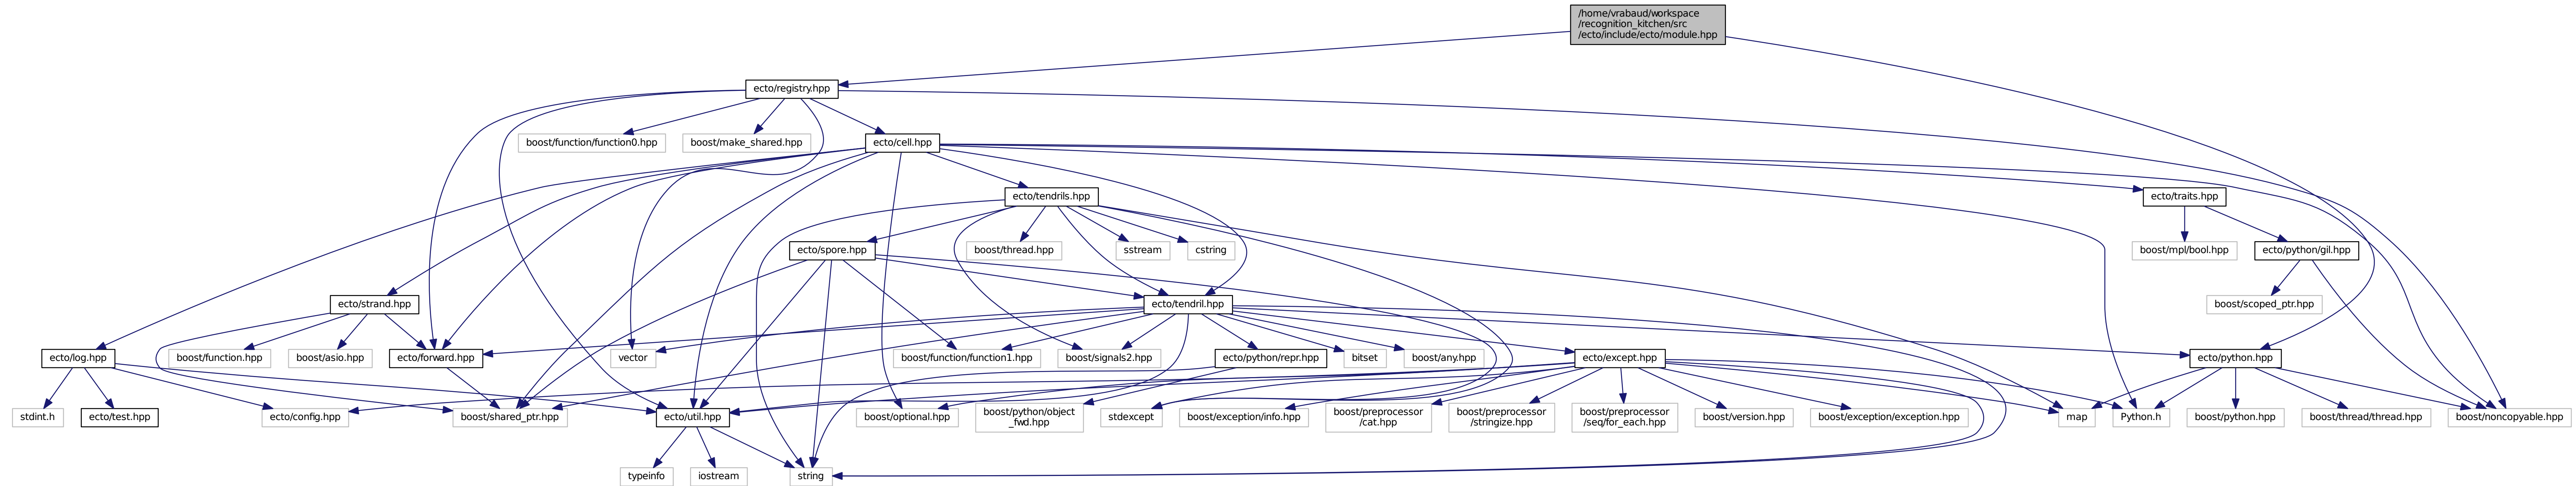 /home/vrabaud/workspace
/recognition_kitchen/src
/ecto/include/ecto/module.hpp
ecto/registry.hpp
boost/function/function0.hpp
boost/make_shared.hpp
ecto/cell.hpp
ecto/tendrils.hpp
ecto/traits.hpp
ecto/spore.hpp
boost/thread.hpp
sstream
cstring
boost/mpl/bool.hpp
ecto/python/gil.hpp
ecto/strand.hpp
ecto/tendril.hpp
boost/scoped_ptr.hpp
ecto/log.hpp
boost/function.hpp
boost/asio.hpp
ecto/forward.hpp
vector
boost/function/function1.hpp
boost/signals2.hpp
ecto/python/repr.hpp
bitset
boost/any.hpp
ecto/except.hpp
ecto/python.hpp
stdint.h
ecto/test.hpp
ecto/config.hpp
boost/shared_ptr.hpp
ecto/util.hpp
boost/optional.hpp
boost/python/object
_fwd.hpp
stdexcept
boost/exception/info.hpp
boost/preprocessor
/cat.hpp
boost/preprocessor
/stringize.hpp
boost/preprocessor
/seq/for_each.hpp
boost/version.hpp
boost/exception/exception.hpp
map
Python.h
boost/python.hpp
boost/thread/thread.hpp
boost/noncopyable.hpp
typeinfo
iostream
string